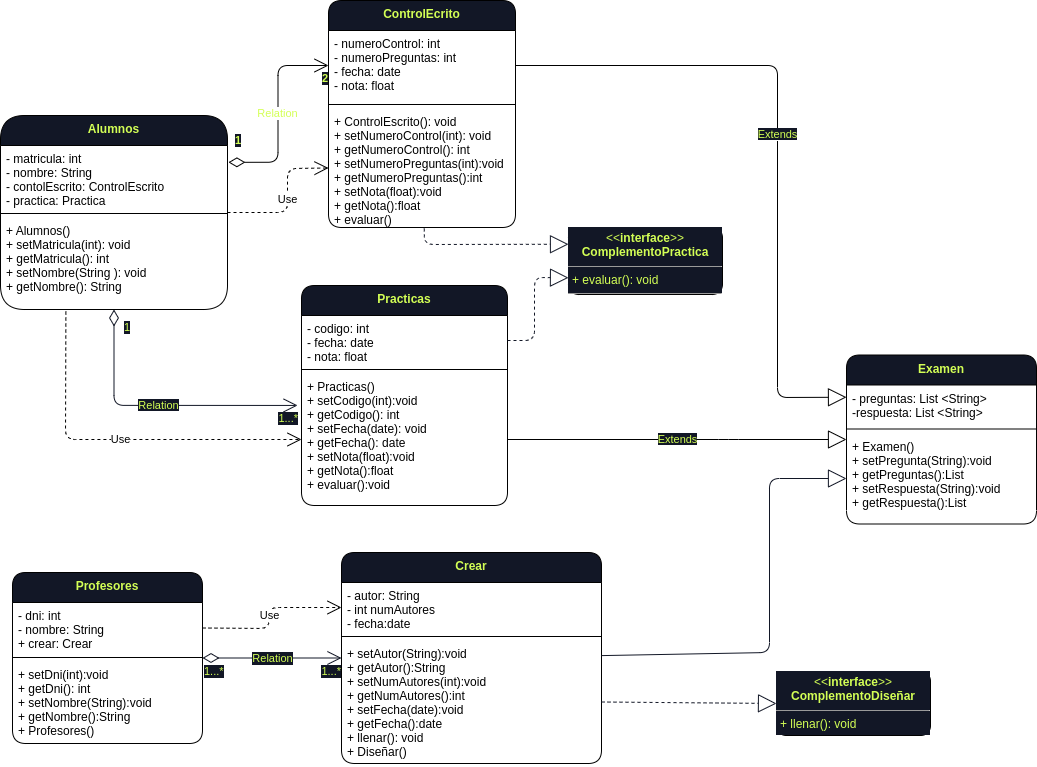 ControlEcrito
- numeroControl: int
- numeroPreguntas: int
- fecha: date
- nota: float
+ ControlEscrito(): void
+ setNumeroControl(int): void
+ getNumeroControl(): int
+ setNumeroPreguntas(int):void
+ getNumeroPreguntas():int
+ setNota(float):void
+ getNota():float
+ evaluar()
2
Relation
1
Extends
Alumnos
- matricula: int
- nombre: String
- contolEscrito: ControlEscrito
- practica: Practica
+ Alumnos()
+ setMatricula(int): void
+ getMatricula(): int
+ setNombre(String ): void
+ getNombre(): String
Use
<<interface>>
ComplementoPractica
+ evaluar(): void
Practicas
- codigo: int
- fecha: date
- nota: float
+ Practicas()
+ setCodigo(int):void
+ getCodigo(): int
+ setFecha(date): void
+ getFecha(): date
+ setNota(float):void
+ getNota():float
+ evaluar():void
1
Relation
1...*
Use
Extends
Examen
- preguntas: List <String>
-respuesta: List <String>
+ Examen()
+ setPregunta(String):void
+ getPreguntas():List
+ setRespuesta(String):void
+ getRespuesta():List
Profesores
- dni: int
- nombre: String
+ crear: Crear
+ setDni(int):void
+ getDni(): int
+ setNombre(String):void
+ getNombre():String
+ Profesores()
Use
Relation
1...*
1...*
Crear
- autor: String
- int numAutores
- fecha:date
+ setAutor(String):void
+ getAutor():String
+ setNumAutores(int):void
+ getNumAutores():int
+ setFecha(date):void
+ getFecha():date
+ llenar(): void
+ Diseñar()
<<interface>>
ComplementoDiseñar
+ llenar(): void